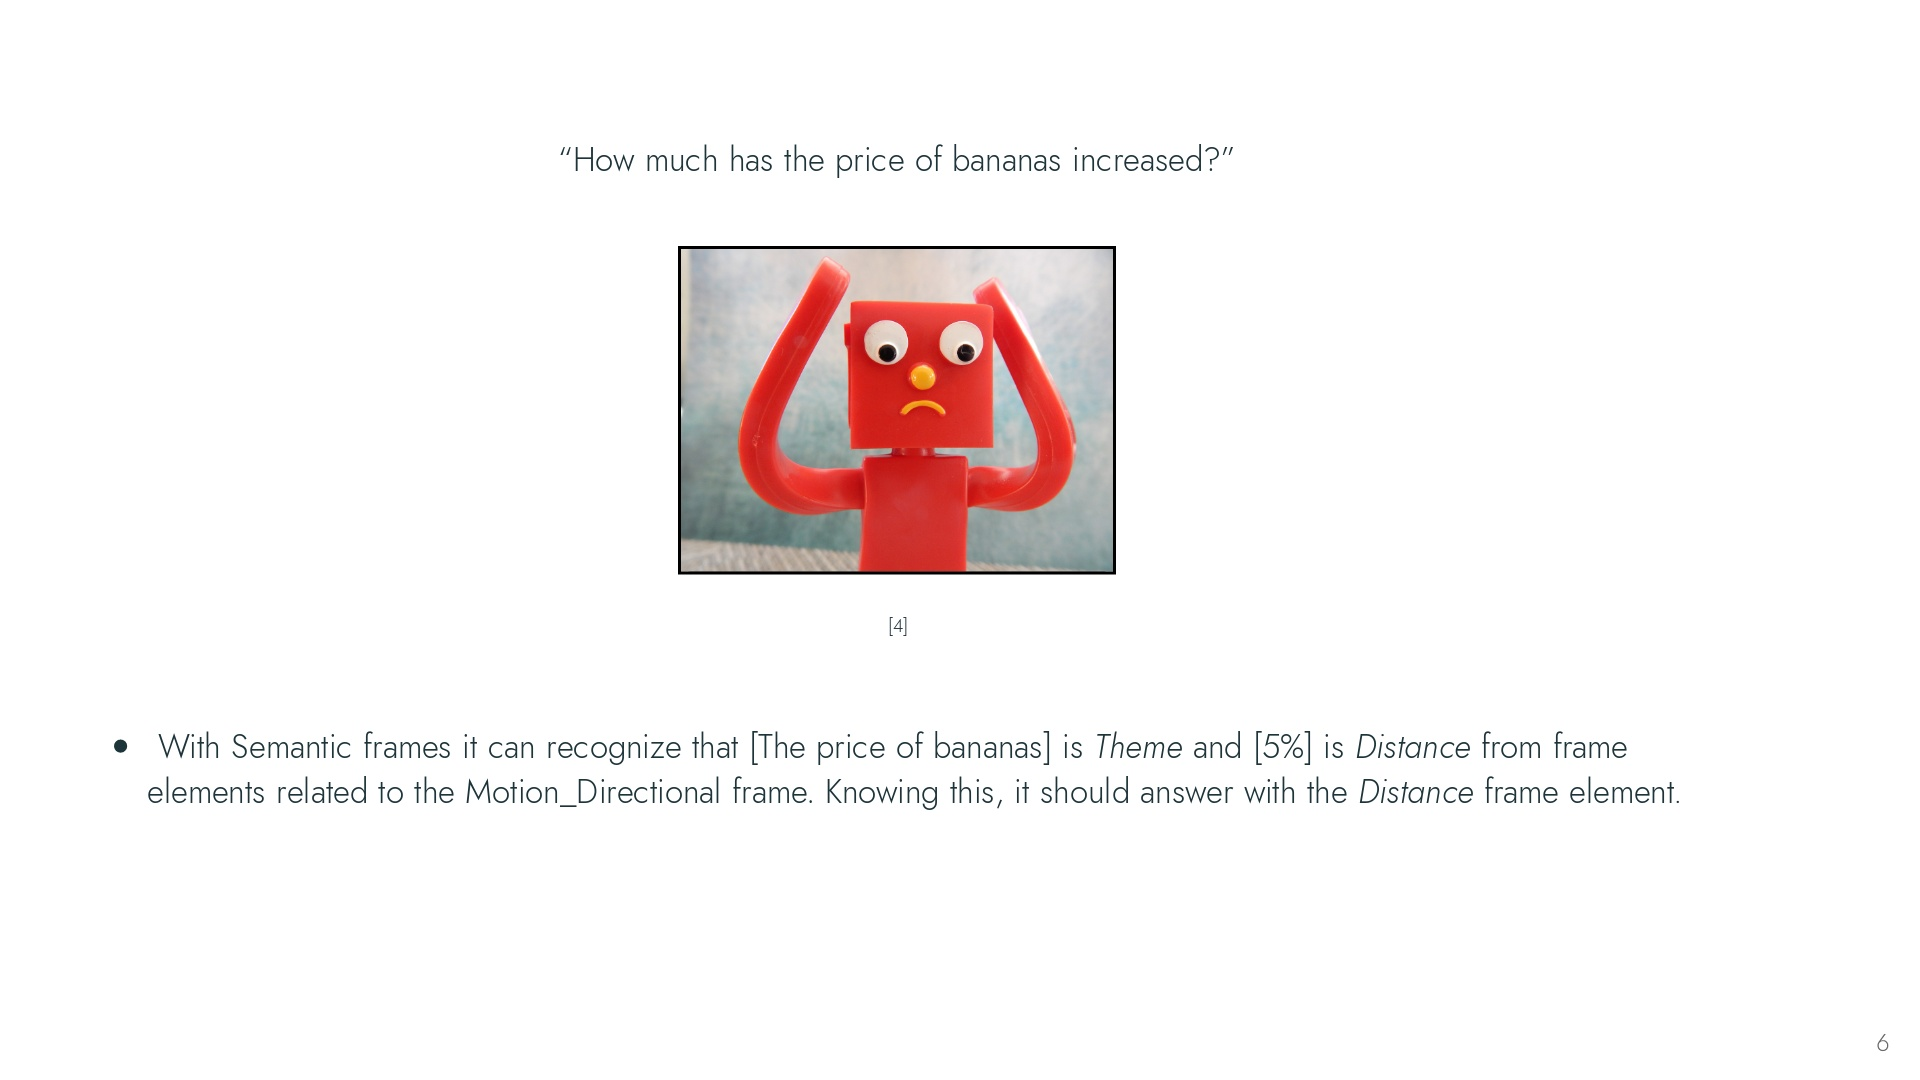 “How much has the price of bananas increased?”
[4]
● With Semantic frames it can recognize that [The price of bananas] is Theme and [5%] is Distance from frame
elements related to the Motion_Directional frame. Knowing this, it should answer with the Distance frame element.
6